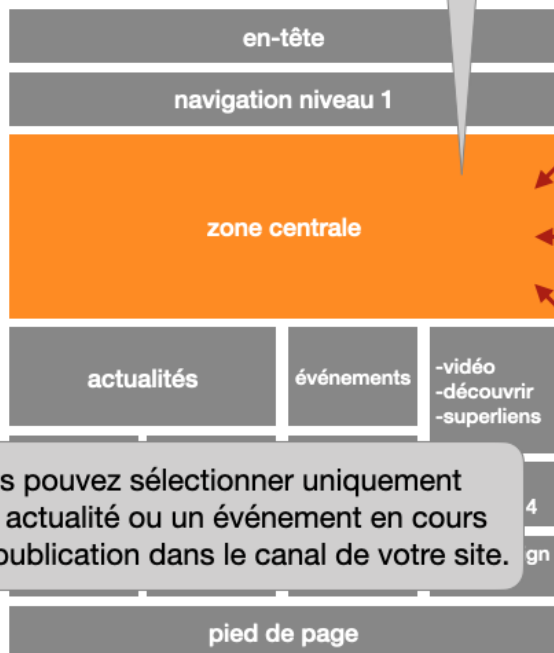 en-tête
navigation niveau 1
zone centrale
actualités
événements
-vidéo
-découvrir
-superliens
s pouvez sélectionner uniquement
actualité ou un événement en cours
publication dans le canal de votre site.
4
gn
pied de page